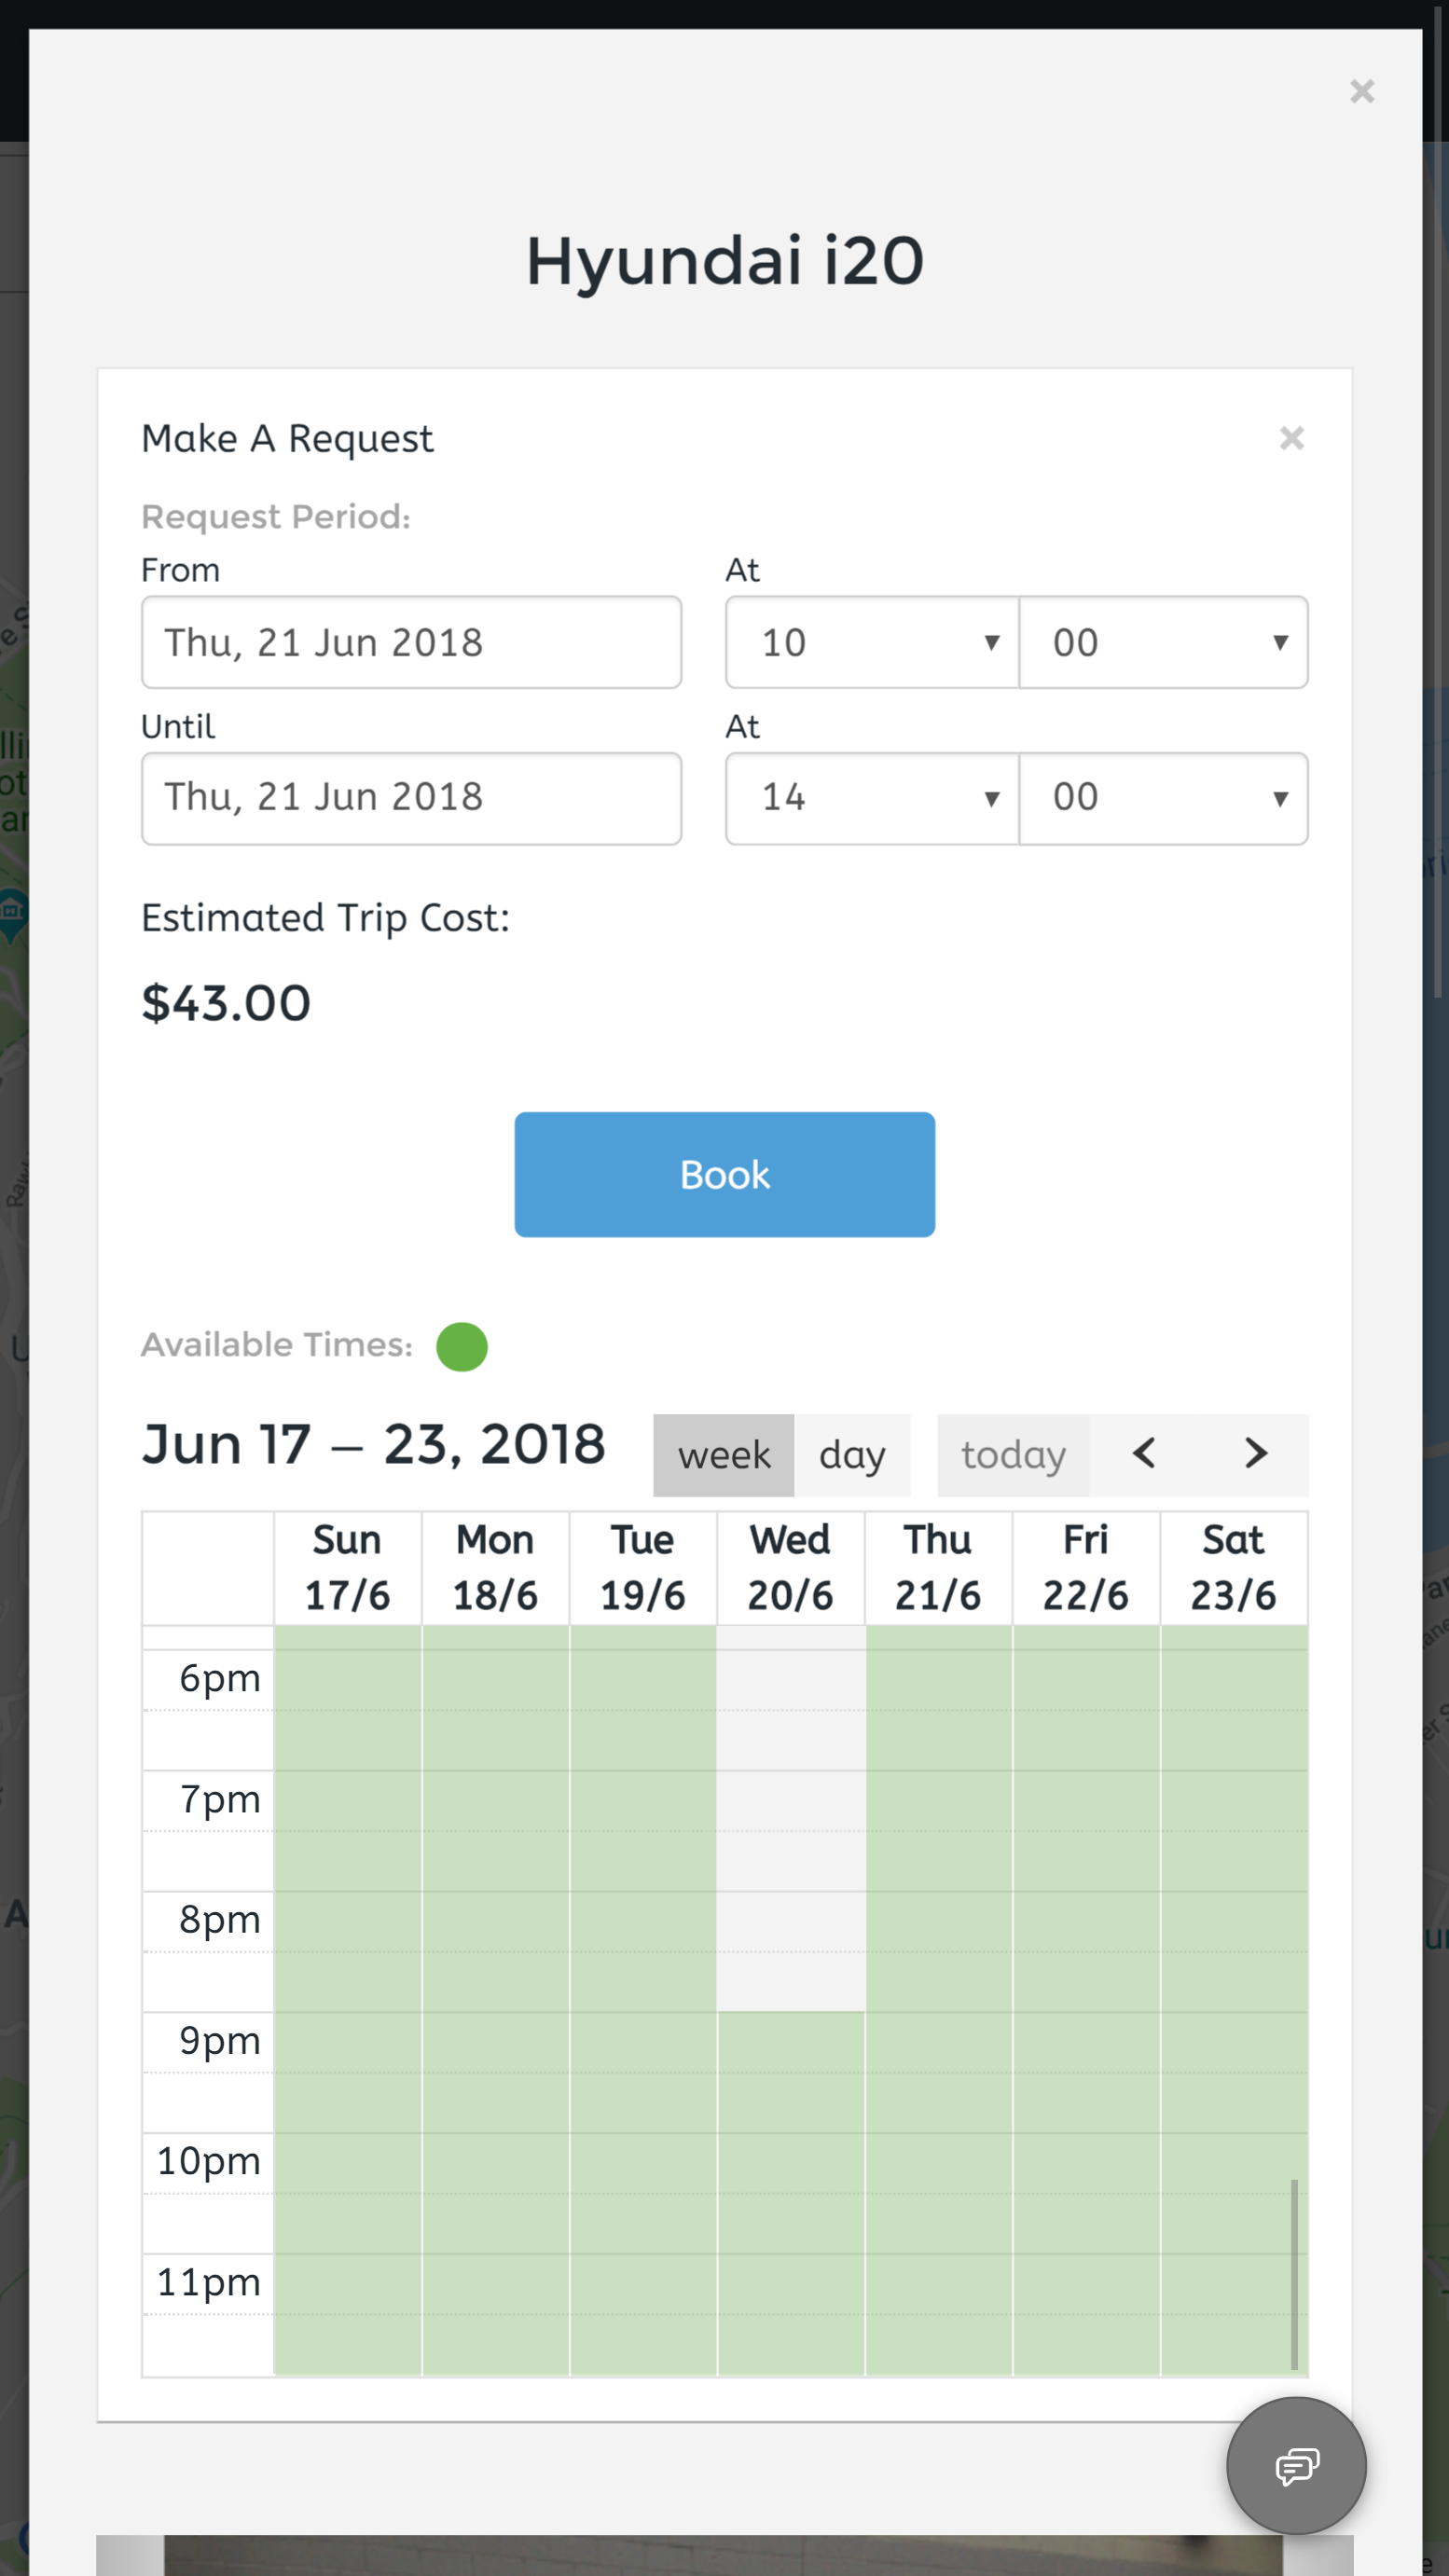 ×
Hyundai i20
Make A Request ×
Request Period:
From At
Thu, 21 Jun 2018 10 ▼ 00 ▼
Until At
Thu, 21 Jun 2018 14 ▼ 00 ▼
Estimated Trip Cost:
$43.00
Book
Available Times:
Jun 17 – 23, 2018 week day today < >
Sun Mon Tue Wed Thu Fri Sat
17/6 18/6 19/6 20/6 21/6 22/6 23/6
6pm
7pm
8pm
9pm
10pm
11pm